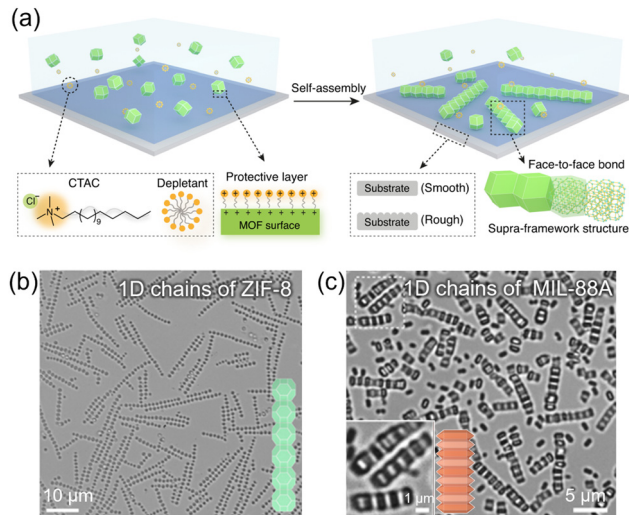 (a)
Self-assembly
CTAC
Cl⁻
N⁺
9
Depletant
Protective layer
+ + + + + + + + +
+ + + + + + + + +
MOF surface
Substrate (Smooth)
Substrate (Rough)
Face-to-face bond
Supra-framework structure
(b)
1D chains of ZIF-8
10 μm
(c)
1D chains of MIL-88A
1 μm
5 μm